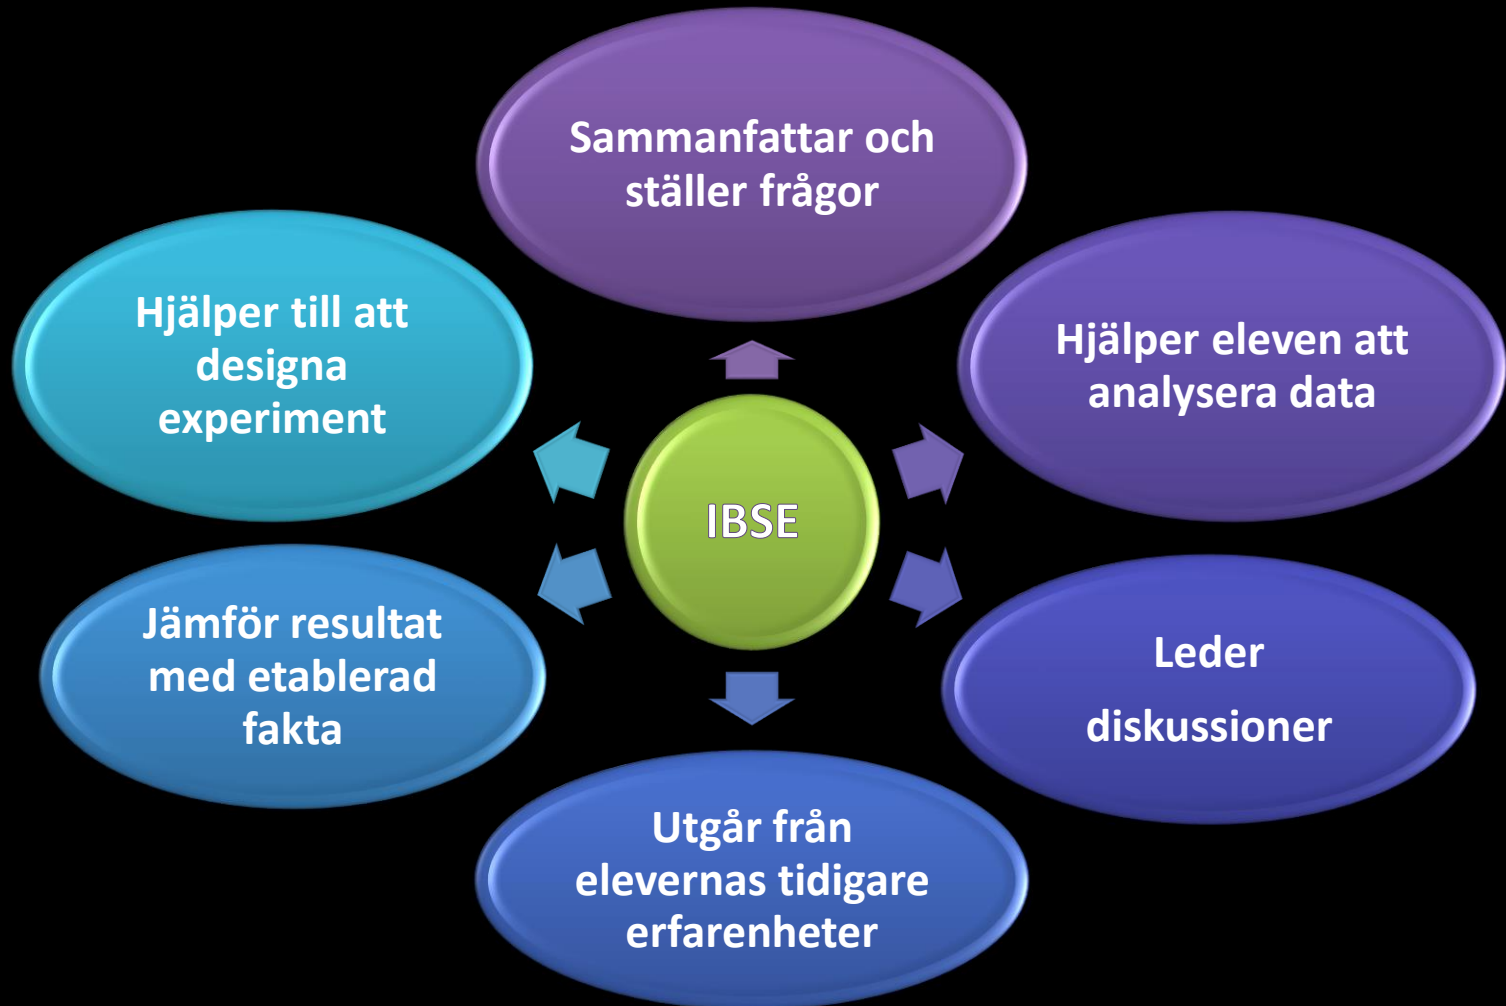 Sammanfattar och
ställer frågor
Hjälper till att
designa
experiment
Hjälper eleven att
analysera data
IBSE
Jämför resultat
med etablerad
fakta
Leder
diskussioner
Utgår från
elevernas tidigare
erfarenheter